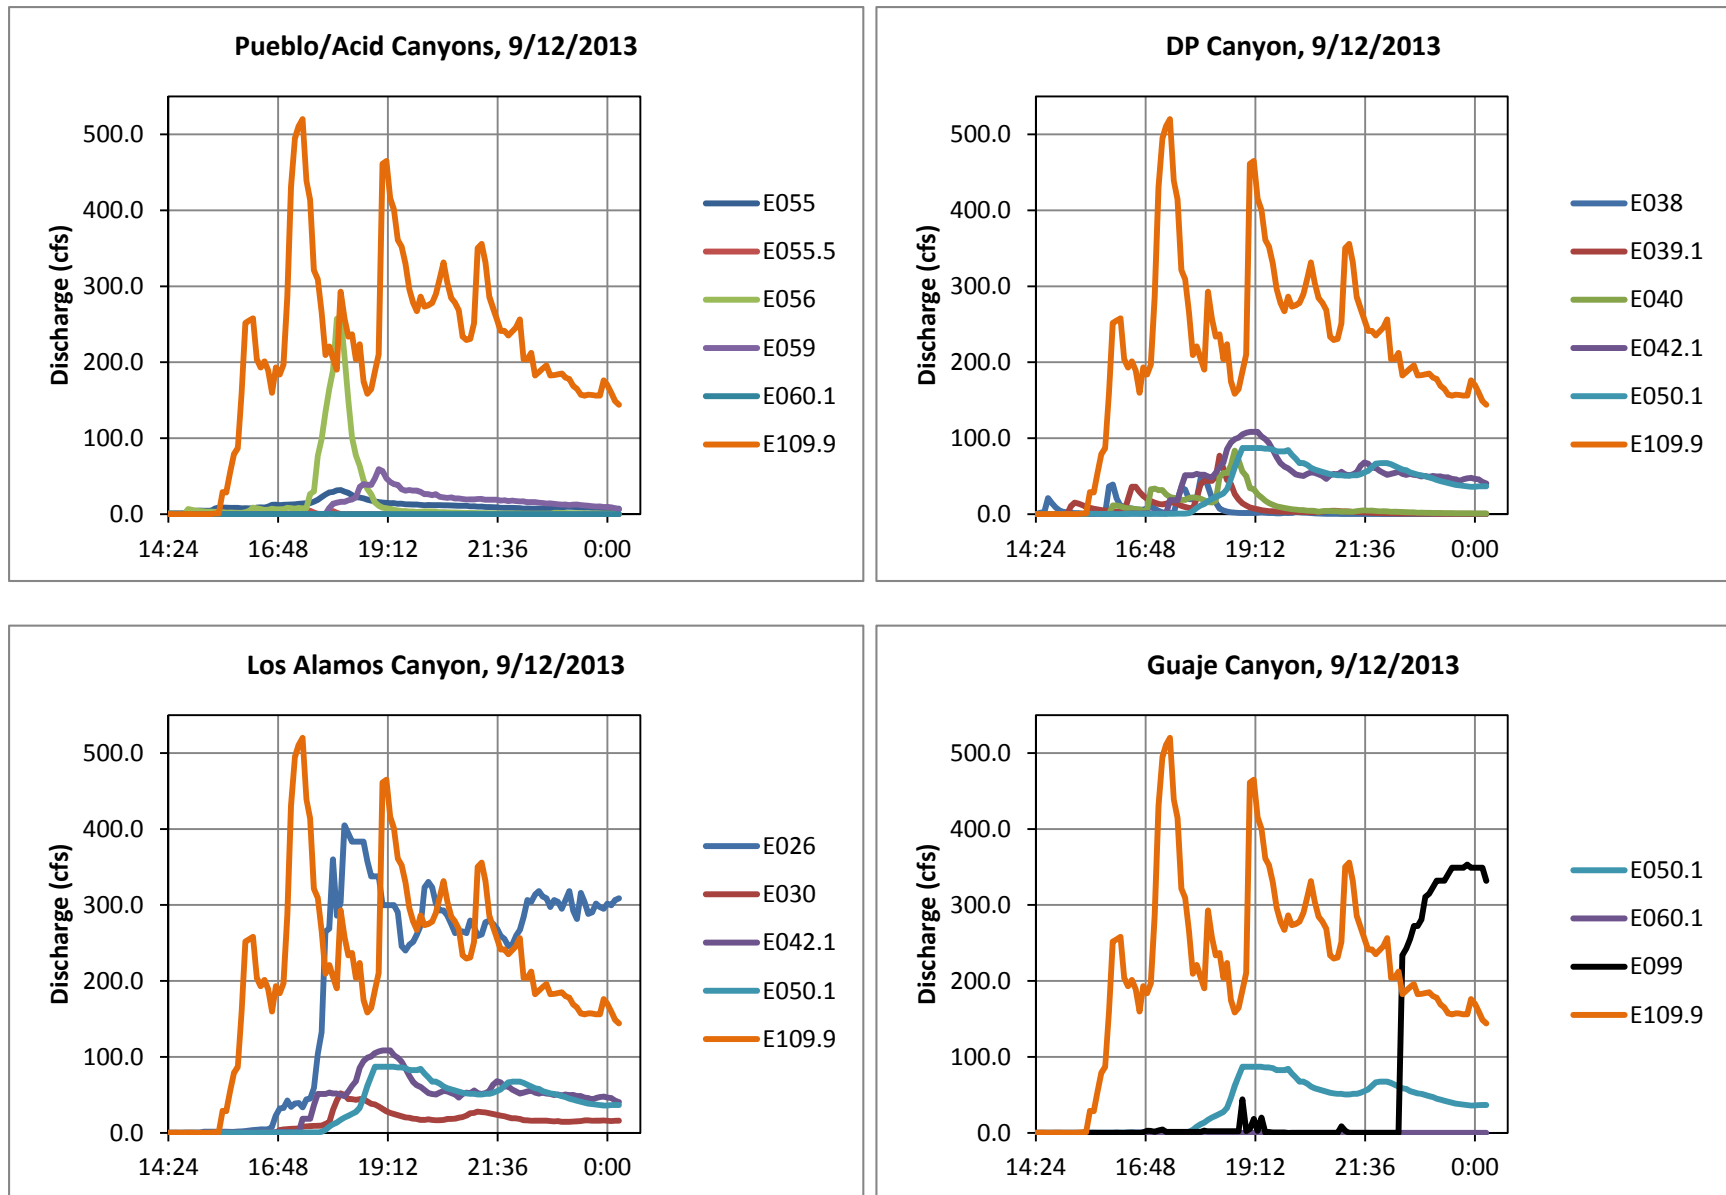 Pueblo/Acid Canyons, 9/12/2013
Discharge (cfs)
500.0
400.0
300.0
200.0
100.0
0.0
14:24 16:48 19:12 21:36 0:00
E055
E055.5
E056
E059
E060.1
E109.9
DP Canyon, 9/12/2013
Discharge (cfs)
500.0
400.0
300.0
200.0
100.0
0.0
14:24 16:48 19:12 21:36 0:00
E038
E039.1
E040
E042.1
E050.1
E109.9
Los Alamos Canyon, 9/12/2013
Discharge (cfs)
500.0
400.0
300.0
200.0
100.0
0.0
14:24 16:48 19:12 21:36 0:00
E026
E030
E042.1
E050.1
E109.9
Guaje Canyon, 9/12/2013
Discharge (cfs)
500.0
400.0
300.0
200.0
100.0
0.0
14:24 16:48 19:12 21:36 0:00
E050.1
E060.1
E099
E109.9